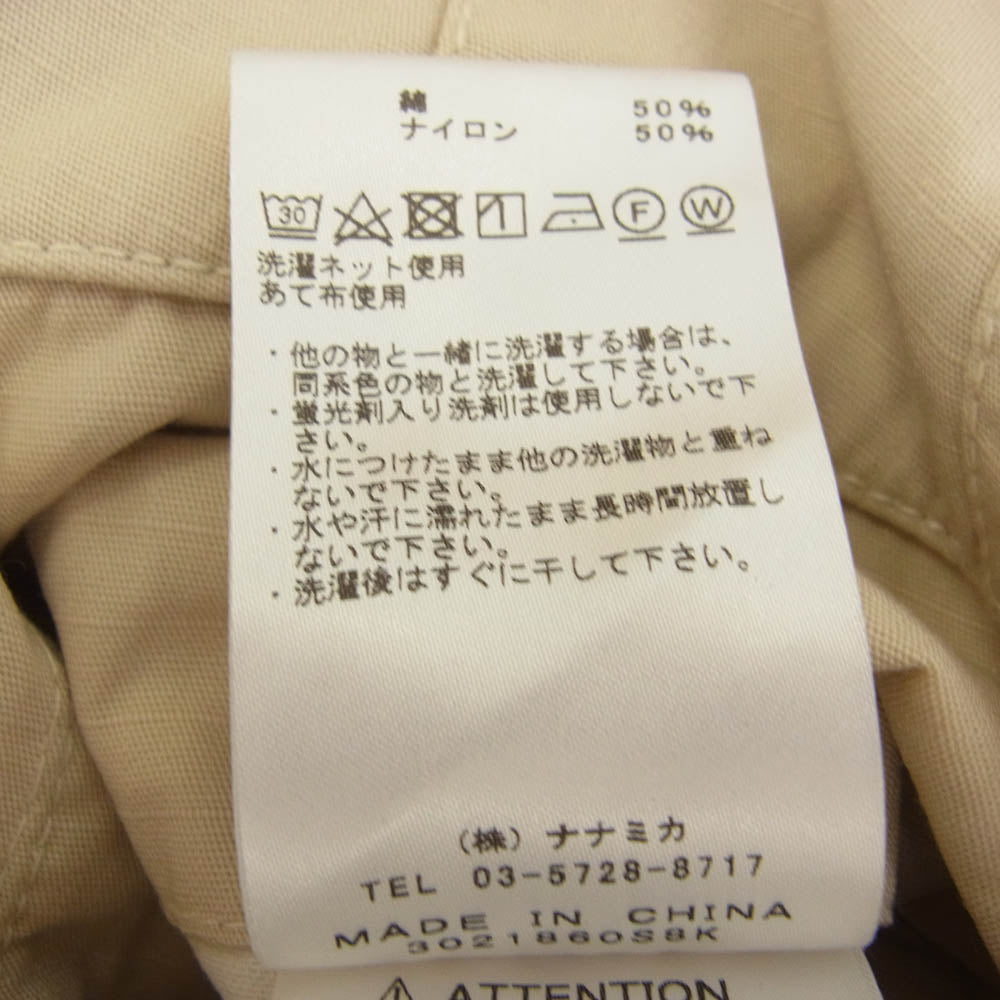 綿 50%
ナイロン 50%
30 F W
洗濯ネット使用
あて布使用
・他の物と一緒に洗濯する場合は、
同系色の物と洗濯して下さい。
・蛍光剤入り洗剤は使用しないで下
さい。
・水につけたまま他の洗濯物と重ね
ないで下さい。
・水や汗に濡れたまま長時間放置し
ないで下さい。
・洗濯後はすぐに干して下さい。
(株)ナナミカ
TEL 03-5728-8717
MADE IN CHINA
3021860S8K
ATTENTION